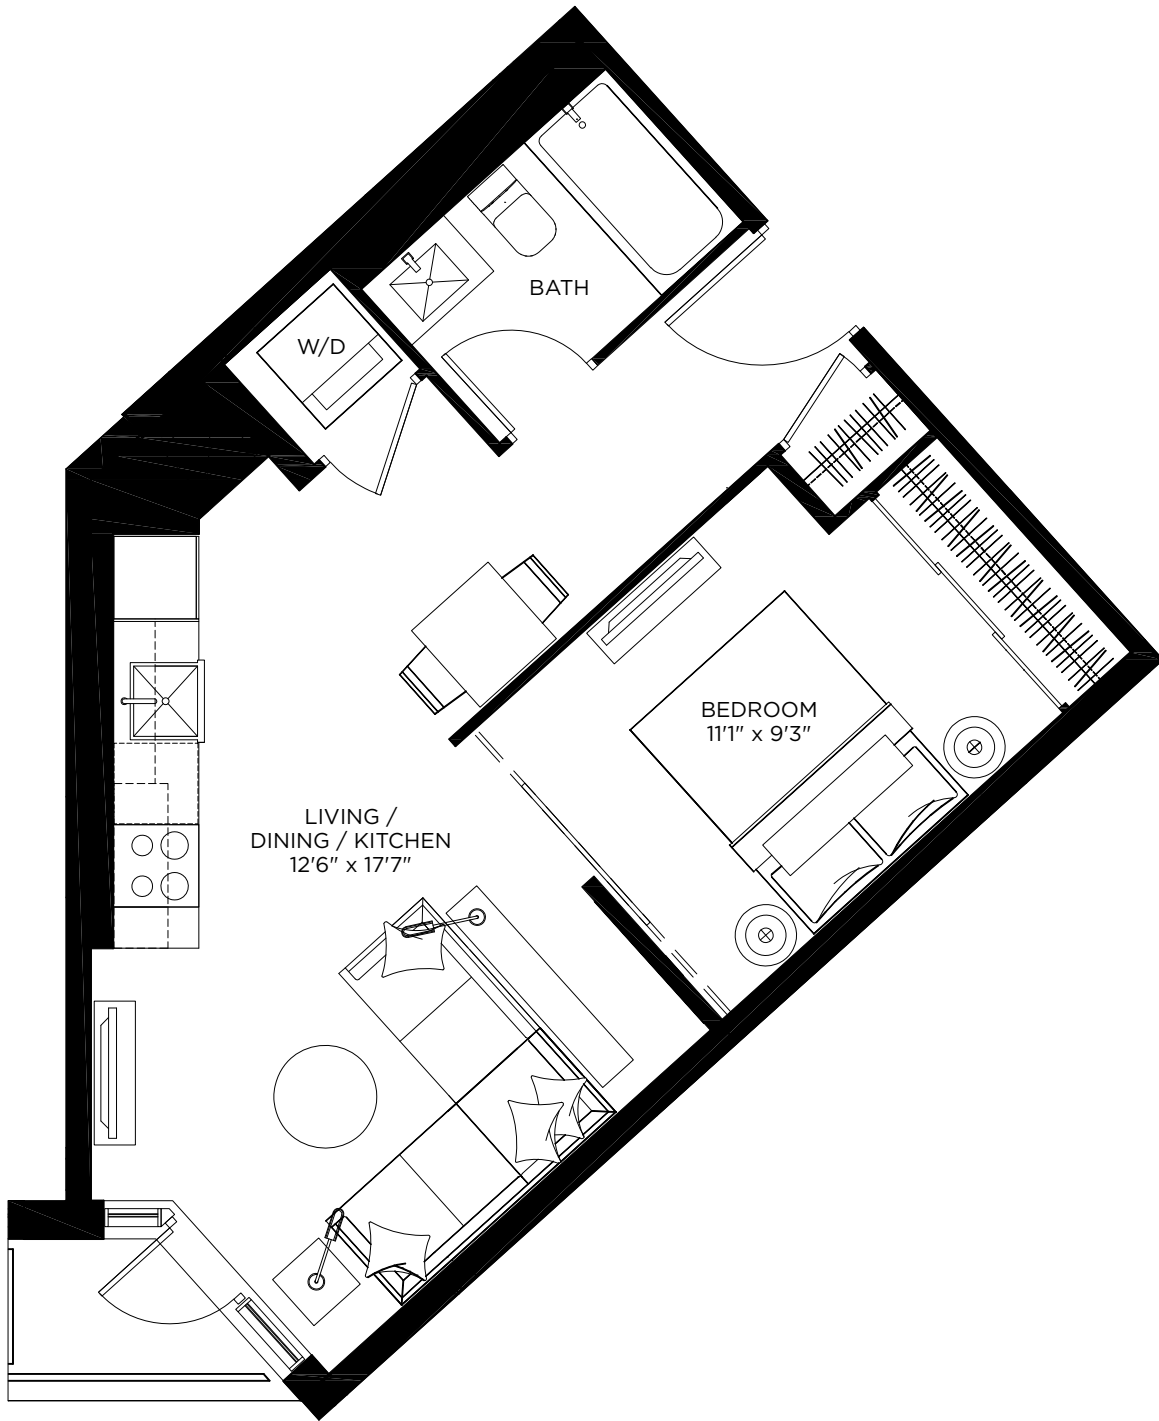 BATH
W/D
BEDROOM
11'1" x 9'3"
LIVING /
DINING / KITCHEN
12'6" x 17'7"